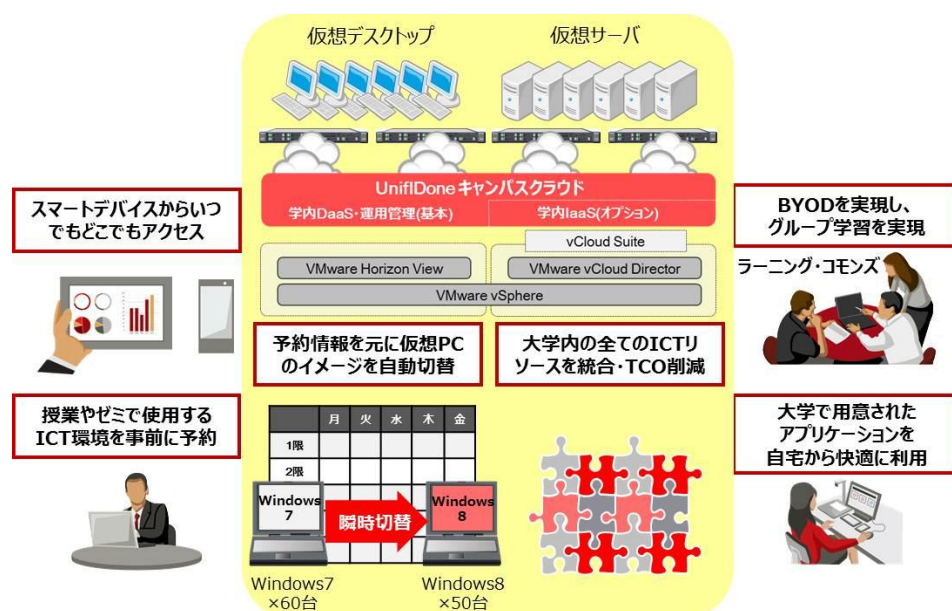 仮想デスクトップ
仮想サーバ
UnifIDone キャンパスクラウド
学内DaaS・運用管理(基本)
学内IaaS(オプション)
vCloud Suite
VMware Horizon View
VMware vCloud Director
VMware vSphere
スマートデバイスからいつ
でもどこでもアクセス
BYODを実現し、
グループ学習を実現
ラーニング・コモンズ
予約情報を元に仮想PC
のイメージを自動切替
大学内の全てのICTリ
ソースを統合・TCO削減
授業やゼミで使用する
ICT環境を事前に予約
大学で用意された
アプリケーションを
自宅から快適に利用
月 火 水 木 金
1限
2限
Windows
7
瞬時切替
Windows
8
Windows7
×60台
Windows8
×50台